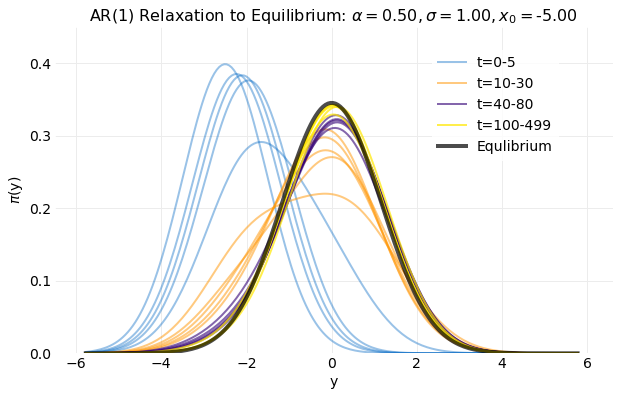 AR(1) Relaxation to Equilibrium: α = 0.50, σ = 1.00, x₀ = -5.00
π(y)
0.4
0.3
0.2
0.1
0.0
t=0-5
t=10-30
t=40-80
t=100-499
Equlibrium
−6 −4 −2 0 2 4 6
y